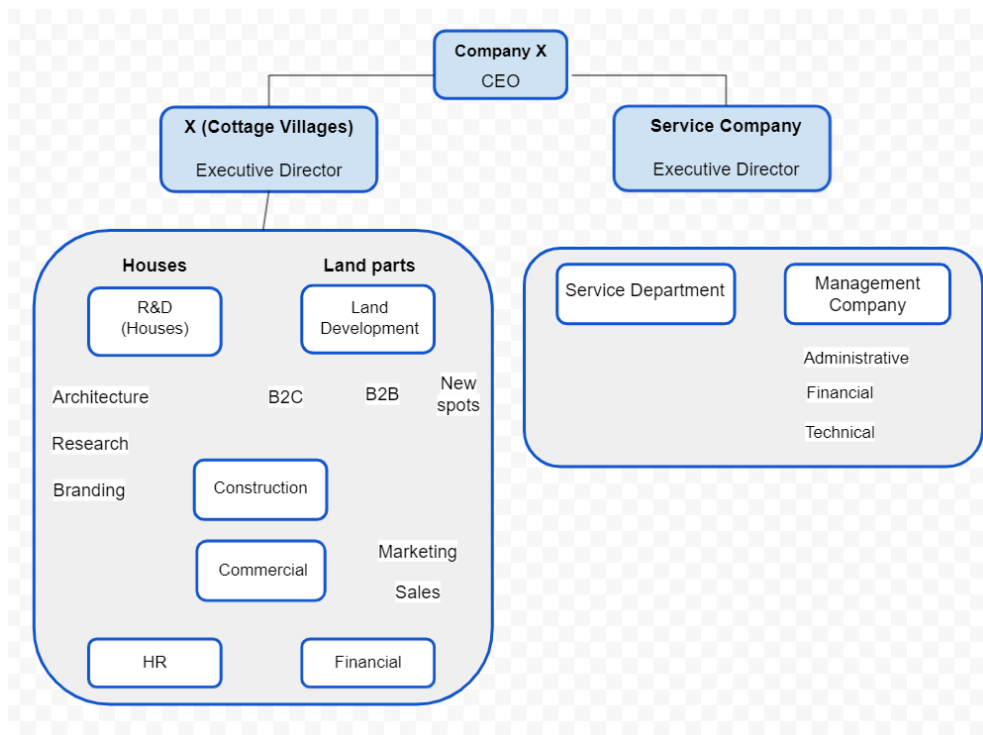 Company X
CEO
X (Cottage Villages)
Executive Director
Service Company
Executive Director
Houses
R&D
(Houses)
Architecture
Research
Branding
Land parts
Land
Development
B2C
B2B
New
spots
Construction
Commercial
Marketing
Sales
HR
Financial
Service Department
Management
Company
Administrative
Financial
Technical